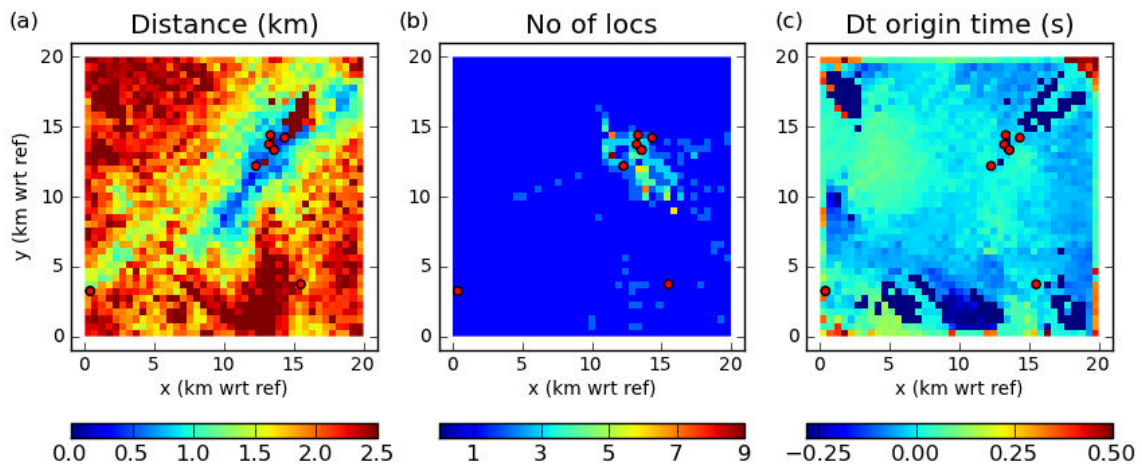 (a) Distance (km) (b) No of locs (c) Dt origin time (s)
20 20 20
15 15 15
y (km wrt ref)
10 10 10
5 5 5
0 0 0
0 5 10 15 20 0 5 10 15 20 0 5 10 15 20
x (km wrt ref) x (km wrt ref) x (km wrt ref)
0.0 0.5 1.0 1.5 2.0 2.5 1 3 5 7 9 −0.25 0.00 0.25 0.50